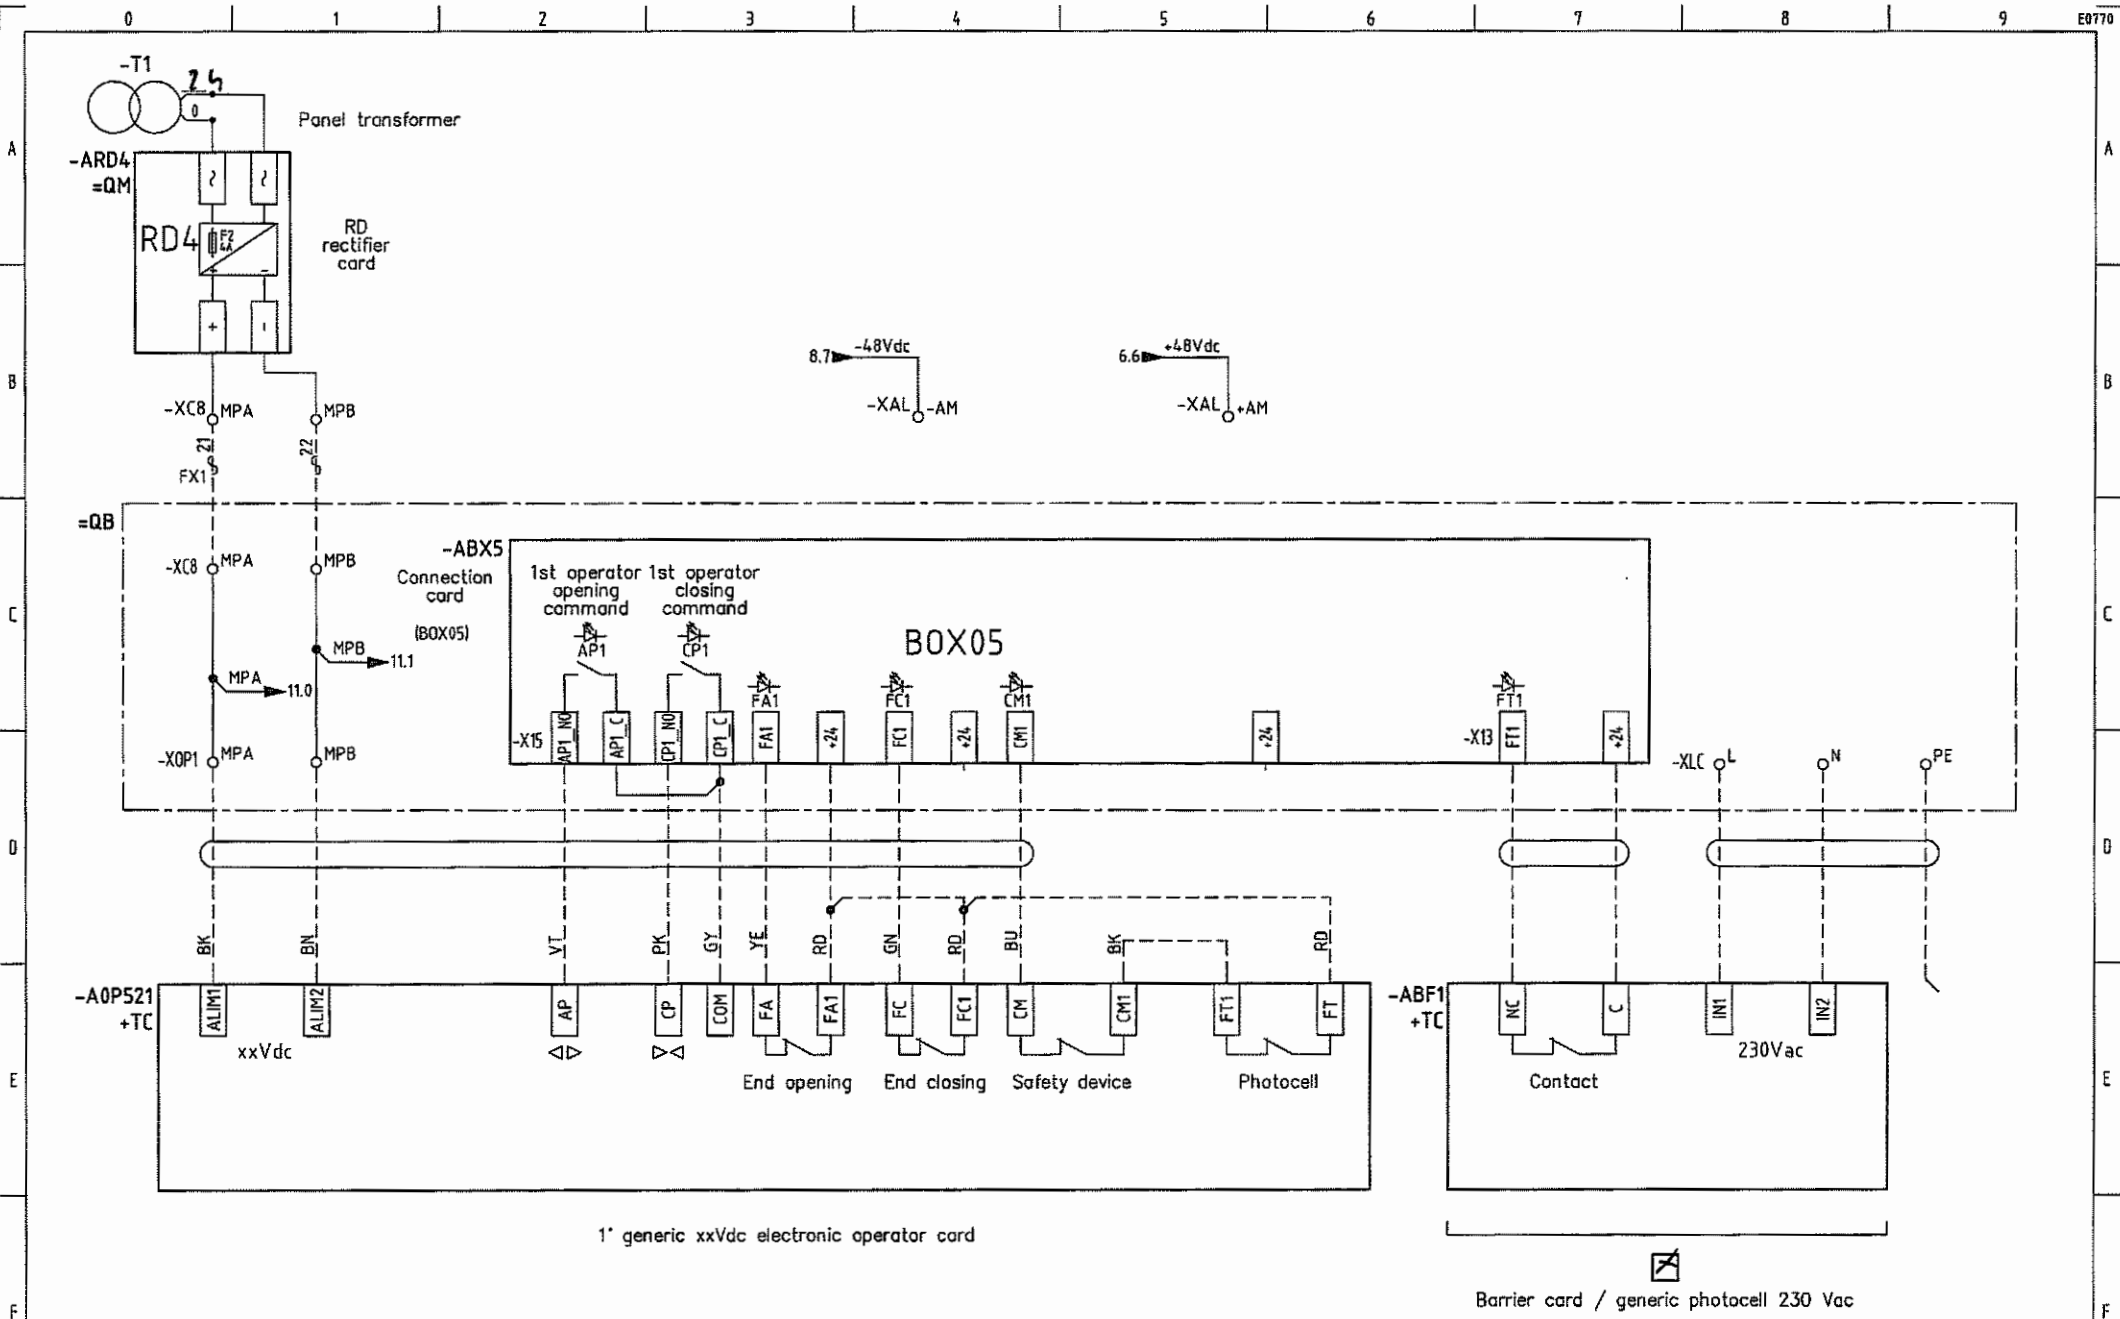 0 1 2 3 4 5 6 7 8 9 E0770
-T1
24
0
Panel transformer
A A
-ARD4
=QM
RD4
F2
4A
+ -
RD
rectifier
card
+ -
8.7 -48Vdc
6.6 +48Vdc
B B
-XC8 MPA MPB
-XAL -AM
-XAL +AM
21 22
FX1
=QB
-ABX5
-XC8 MPA MPB
Connection
card
(BOX05)
1st operator
opening
command
1st operator
closing
command
C C
AP1 CP1
BOX05
MPB 11.1
MPA 11.0
FA1 FC1 CM1 FT1
-X15 AP1_NO AP1_C CP1_NO CP1_C FA1 +24 FC1 +24 CM1 +24 -X13 FT1 +24
-XOP1 MPA MPB
-XLC L N PE
D D
BK BN VT PK GY YE RD GN RD BU BK RD
-AOP521
+TC
ALIM1 ALIM2 AP CP COM FA FA1 FC FC1 CM CM1 FT1 FT
-ABF1
+TC
NC C IN1 IN2
xxVdc
230Vac
E E
End opening End closing Safety device Photocell
Contact
1° generic xxVdc electronic operator card
Barrier card / generic photocell 230 Vac
F F